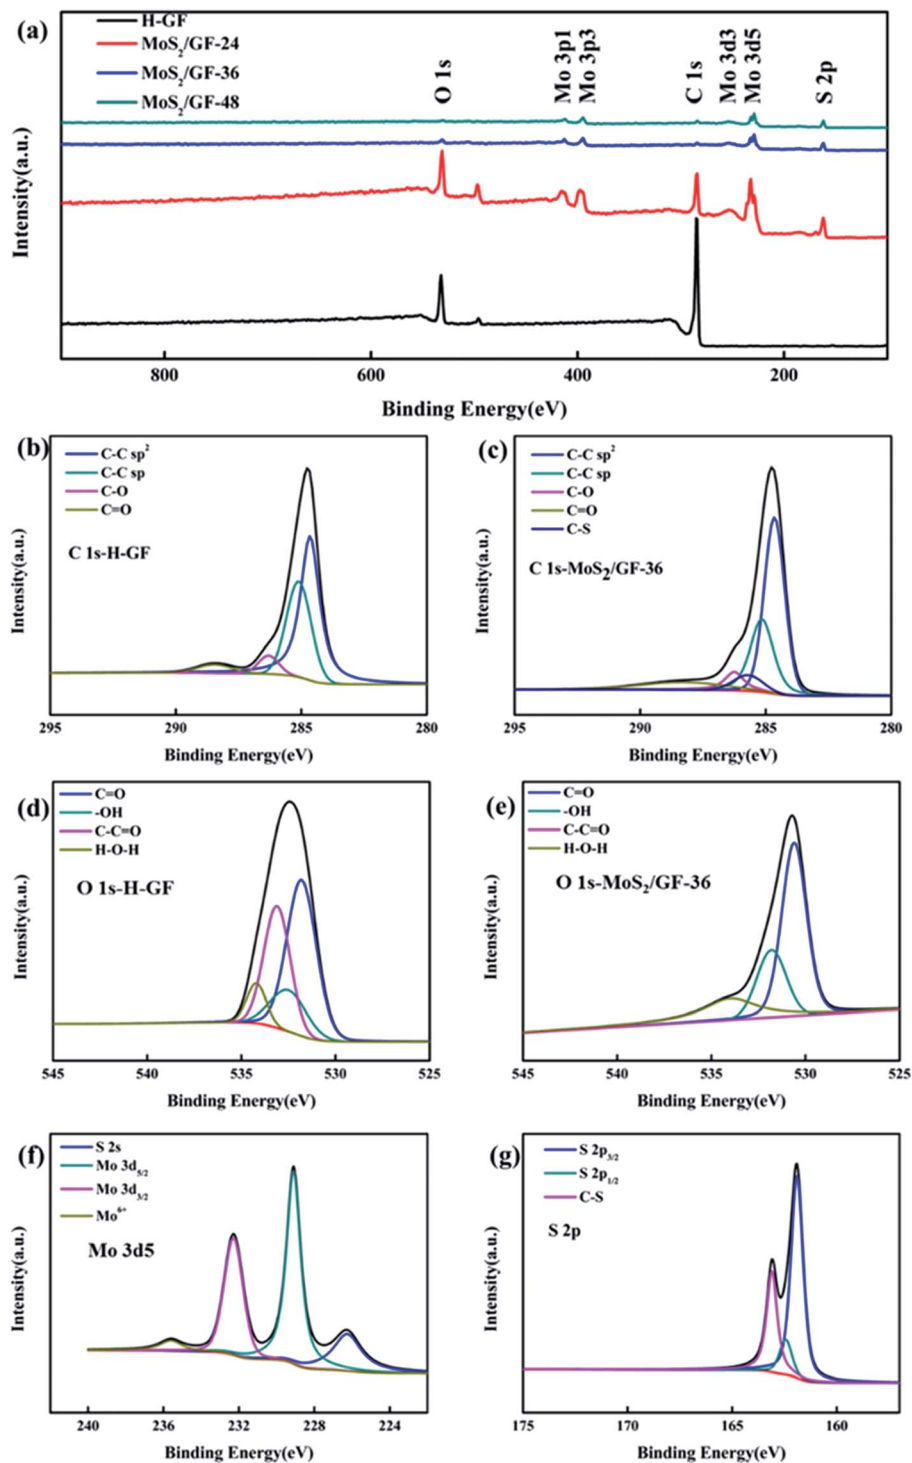 (a)
H-GF
MoS2/GF-24
MoS2/GF-36
MoS2/GF-48
O 1s
Mo 3p1
Mo 3p3
C 1s
Mo 3d3
Mo 3d5
S 2p
Intensity(a.u.)
800 600 400 200
Binding Energy(eV)
(b)
C-C sp2
C-C sp
C-O
C=O
C 1s-H-GF
Intensity(a.u.)
295 290 285 280
Binding Energy(eV)
(c)
C-C sp2
C-C sp
C-O
C=O
C-S
C 1s-MoS2/GF-36
Intensity(a.u.)
295 290 285 280
Binding Energy(eV)
(d)
C=O
-OH
C-C=O
H-O-H
O 1s-H-GF
Intensity(a.u.)
545 540 535 530 525
Binding Energy(eV)
(e)
C=O
-OH
C-C=O
H-O-H
O 1s-MoS2/GF-36
Intensity(a.u.)
545 540 535 530 525
Binding Energy(eV)
(f)
S 2s
Mo 3d5/2
Mo 3d3/2
Mo6+
Mo 3d5
Intensity(a.u.)
240 236 232 228 224
Binding Energy(eV)
(g)
S 2p3/2
S 2p1/2
C-S
S 2p
Intensity(a.u.)
175 170 165 160
Binding Energy(eV)